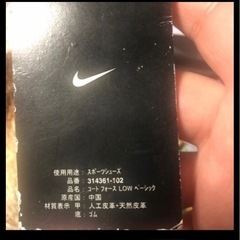 使用用途: スポーツシューズ
品番: 314361-102
品名: コートフォース LOW ベーシック
原産国: 中国
材質表示 甲: 人工皮革・天然皮革
底: ゴム